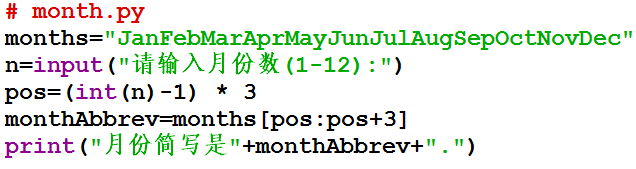 # month.py
months="JanFebMarAprMayJunJulAugSepOctNovDec"
n=input("请输入月份数(1-12):")
pos=(int(n)-1) * 3
monthAbbrev=months[pos:pos+3]
print("月份简写是"+monthAbbrev+".")